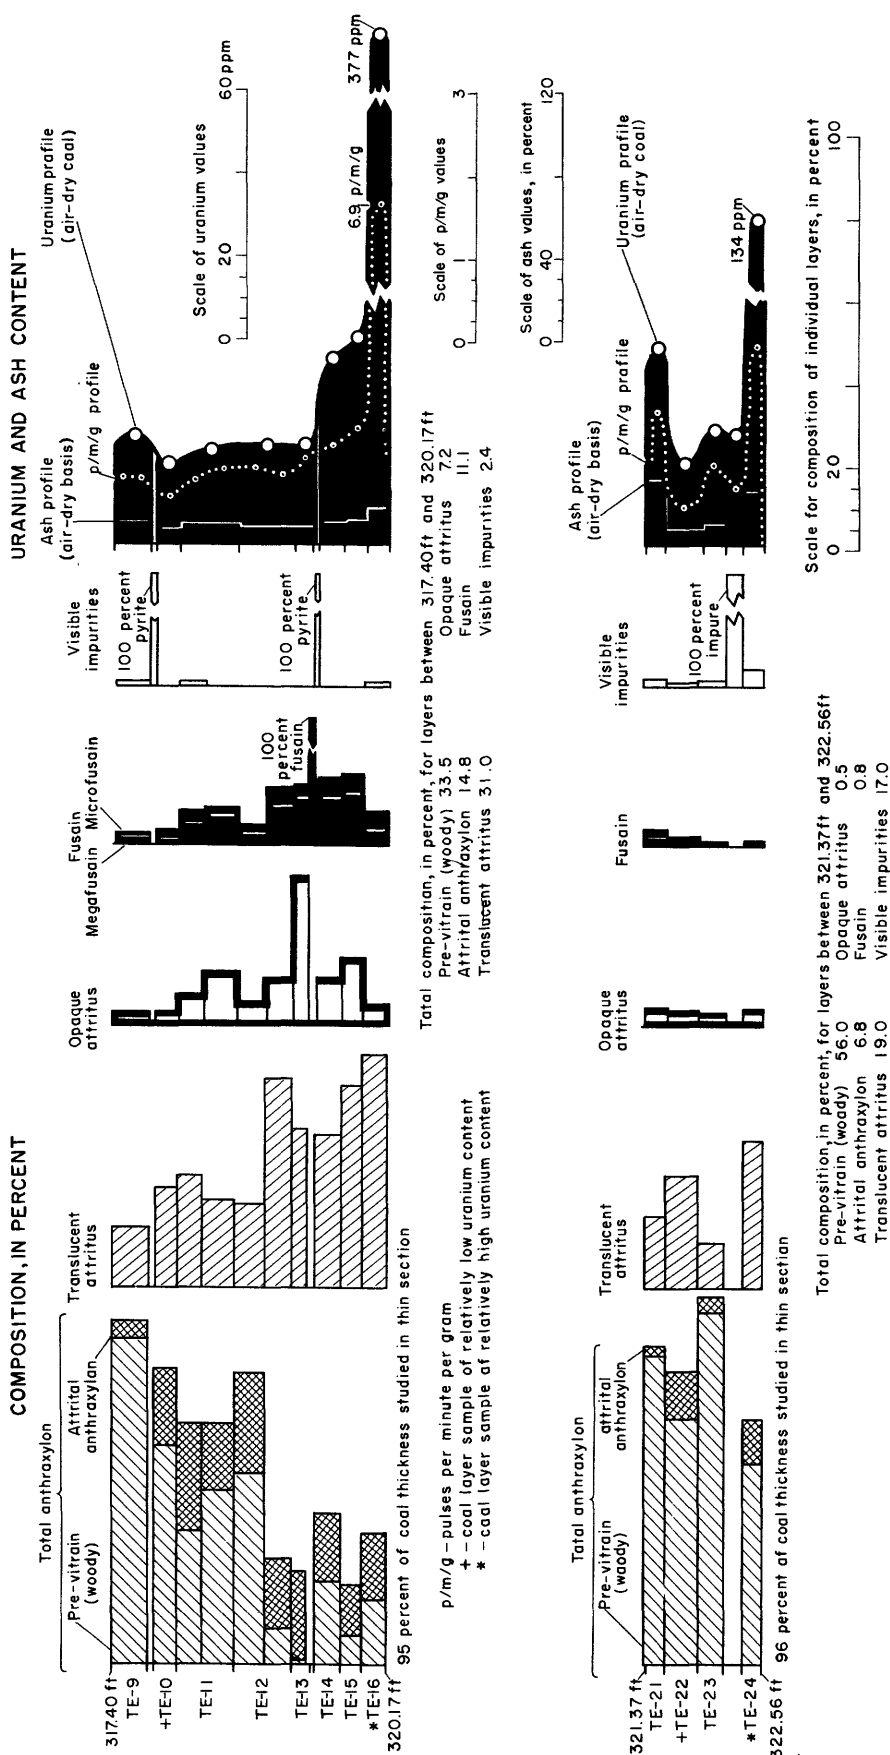 COMPOSITION, IN PERCENT
URANIUM AND ASH CONTENT
Total anthraxylon
Pre-vitrain
(woody)
Attrital
anthraxylon
Translucent
attritus
Opaque
attritus
Fusain
Megafusain
Microfusain
Visible
impurities
Ash profile
(air-dry basis)
p/m/g profile
Uranium profile
(air-dry coal)
317.40 ft
TE-9
+TE-10
TE-11
TE-12
TE-13
TE-14
TE-15
*TE-16
320.17 ft
100
percent
fusain
100 percent
pyrite
100 percent
pyrite
6.9 p/m/g
377 ppm
Scale of uranium values
0
20
60ppm
95 percent of coal thickness studied in thin section
Total composition, in percent, for layers between 317.40ft and 320.17ft
Pre-vitrain (woody) 33.5
Opaque attritus 7.2
Attrital anthraxylon 14.8
Fusain 11.1
Translucent attritus 31.0
Visible impurities 2.4
p/m/g - pulses per minute per gram
+ - coal layer sample of relatively low uranium content
* - coal layer sample of relatively high uranium content
Scale of p/m/g values
0
1
3
Scale of ash values, in percent
0
40
120
Total anthraxylon
Pre-vitrain
(woody)
attrital
anthraxylon
Translucent
attritus
Opaque
attritus
Fusain
Visible
impurities
Ash profile
(air-dry basis)
p/m/g profile
Uranium profile
(air-dry coal)
321.37 ft
TE-21
+TE-22
TE-23
*TE-24
322.56 ft
100 percent
impure
134 ppm
96 percent of coal thickness studied in thin section
Scale for composition of individual layers, in percent
0
20
100
Total composition, in percent, for layers between 321.37ft and 322.56ft
Pre-vitrain (woody) 56.0
Opaque attritus 0.5
Attrital anthraxylon 6.8
Fusain 0.8
Translucent attritus 19.0
Visible impurities 17.0